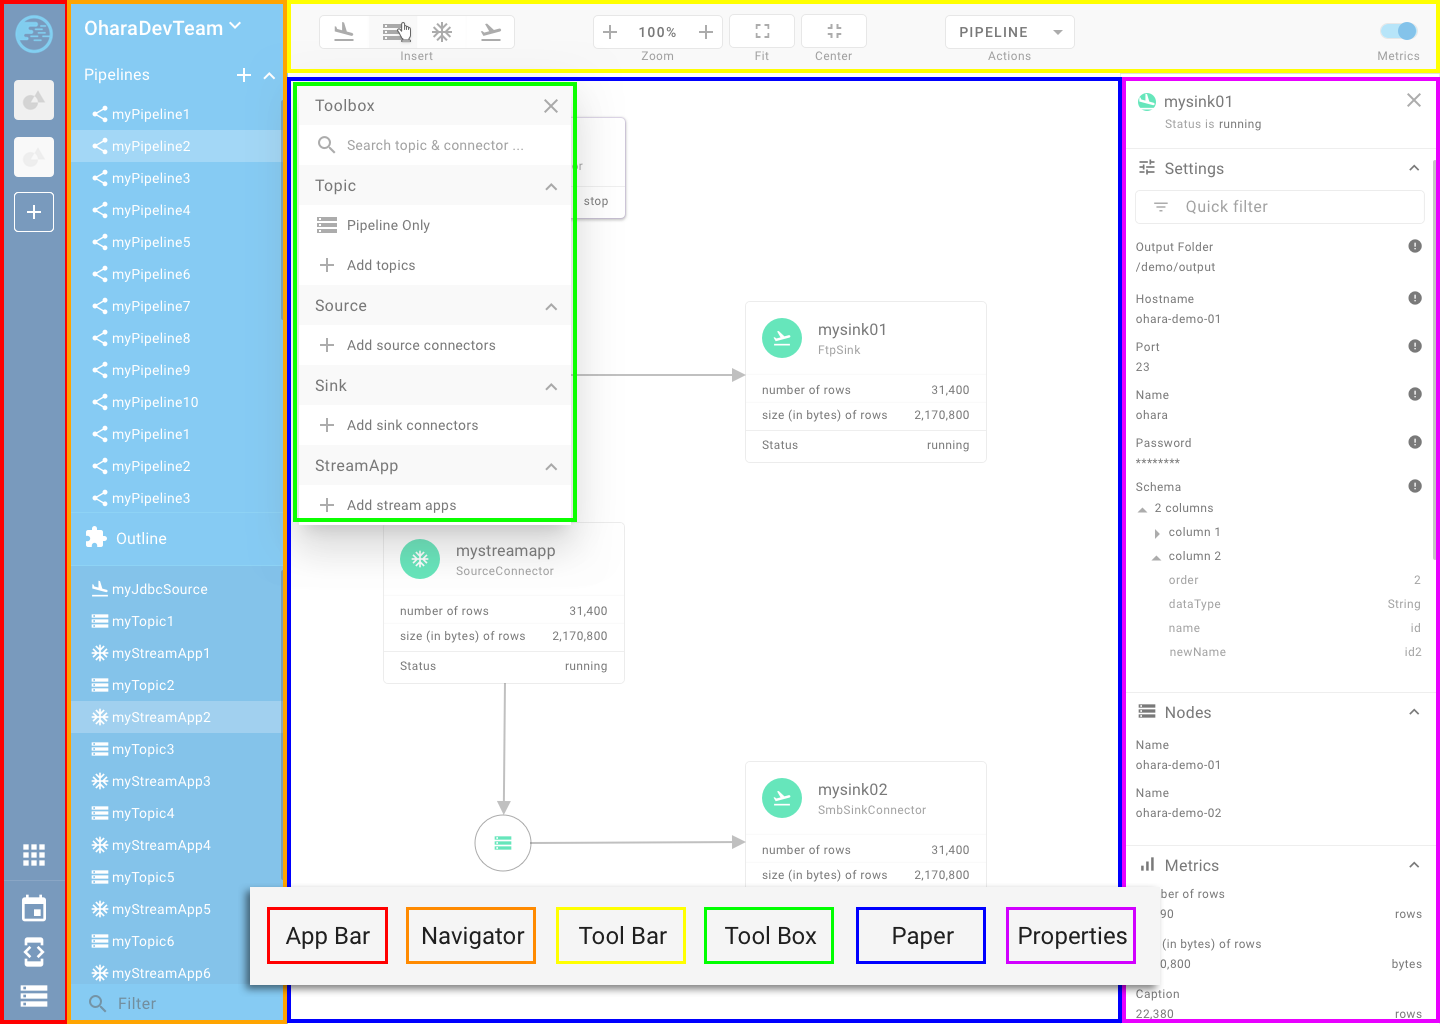 OharaDevTeam
Pipelines
myPipeline1
myPipeline2
myPipeline3
myPipeline4
myPipeline5
myPipeline6
myPipeline7
myPipeline8
myPipeline9
myPipeline10
myPipeline1
myPipeline2
myPipeline3
Outline
myJdbcSource
myTopic1
myStreamApp1
myTopic2
myStreamApp2
myTopic3
myStreamApp3
myTopic4
myStreamApp4
myTopic5
myStreamApp5
myTopic6
myStreamApp6
Filter
Insert
100%
Zoom
Fit
Center
PIPELINE
Actions
Metrics
Toolbox
Search topic & connector ...
Topic
Pipeline Only
Add topics
Source
Add source connectors
Sink
Add sink connectors
StreamApp
Add stream apps
or
stop
mysink01
FtpSink
number of rows 31,400
size (in bytes) of rows 2,170,800
Status running
mystreamapp
SourceConnector
number of rows 31,400
size (in bytes) of rows 2,170,800
Status running
mysink02
SmbSinkConnector
number of rows 31,400
size (in bytes) of rows 2,170,800
mysink01
Status is running
Settings
Quick filter
Output Folder
/demo/output
Hostname
ohara-demo-01
Port
23
Name
ohara
Password
********
Schema
2 columns
column 1
column 2
order 2
dataType String
name id
newName id2
Nodes
Name
ohara-demo-01
Name
ohara-demo-02
Metrics
ber of rows
90 rows
(in bytes) of rows
0,800 bytes
Caption
22,380 rows
App Bar
Navigator
Tool Bar
Tool Box
Paper
Properties